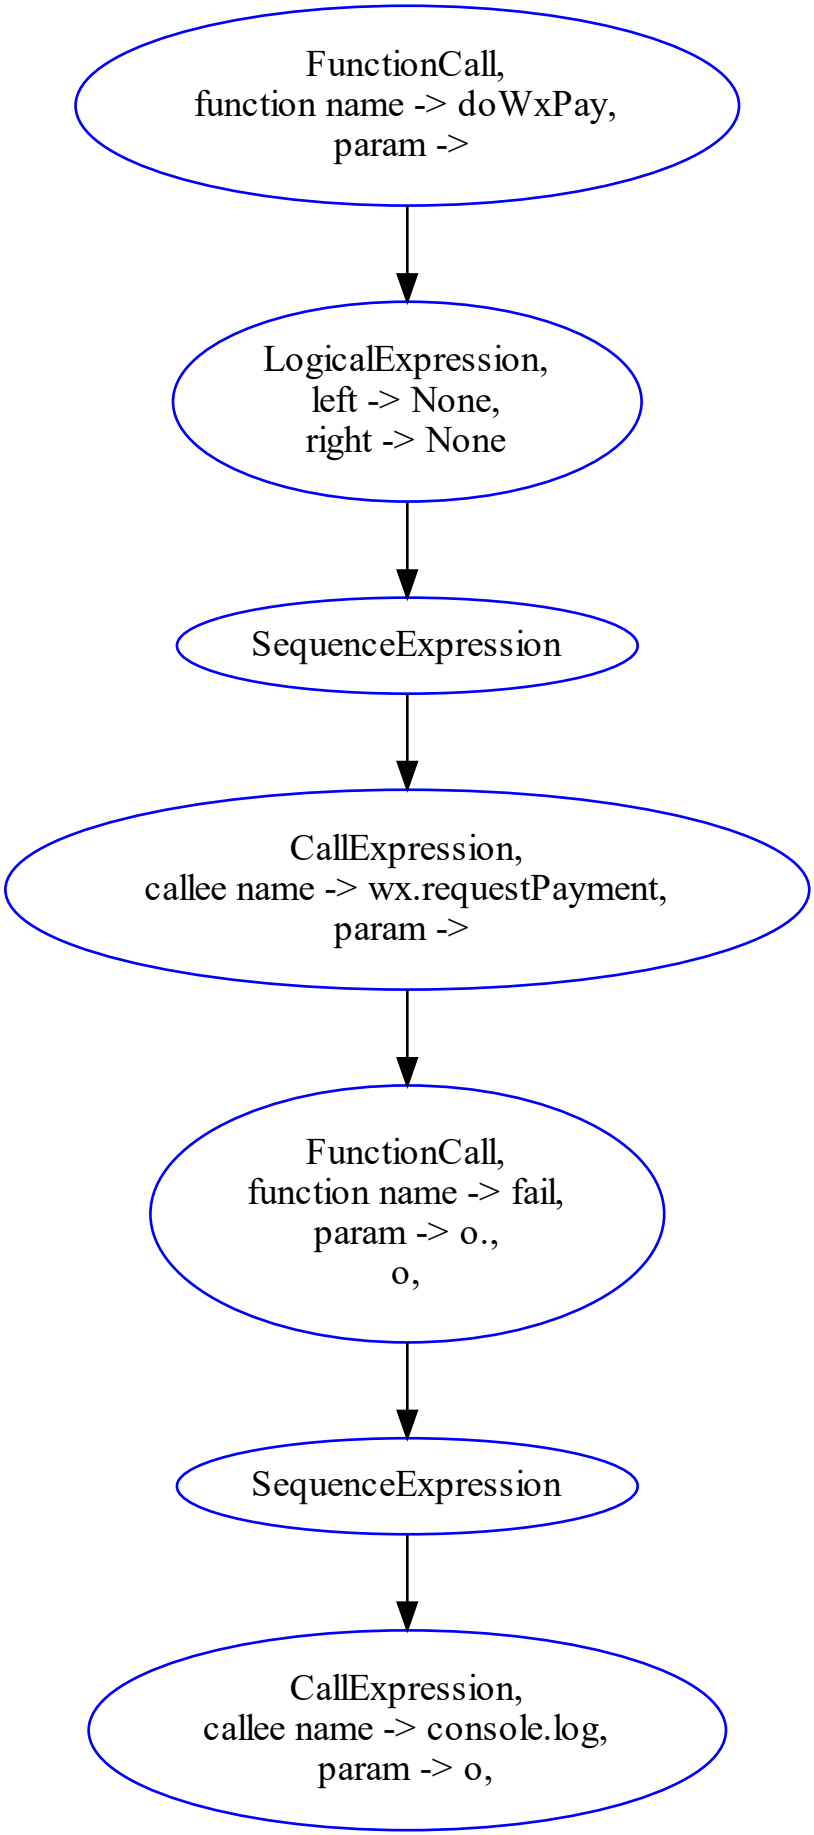 FunctionCall,
function name -> doWxPay,
param ->
LogicalExpression,
left -> None,
right -> None
SequenceExpression
CallExpression,
callee name -> wx.requestPayment,
param ->
FunctionCall,
function name -> fail,
param -> o.,
o,
SequenceExpression
CallExpression,
callee name -> console.log,
param -> o,